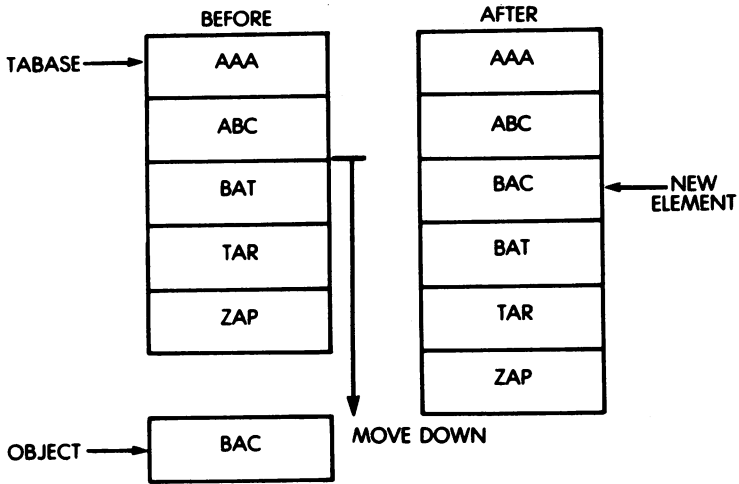 BEFORE
TABASE
AAA
ABC
BAT
TAR
ZAP
OBJECT
BAC
MOVE DOWN
AFTER
AAA
ABC
BAC
BAT
TAR
ZAP
NEW
ELEMENT